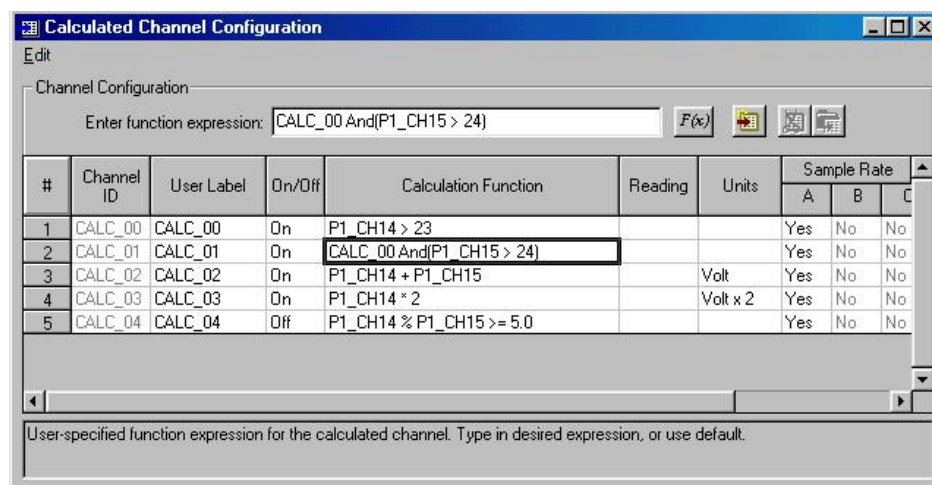 Calculated Channel Configuration
Edit
Channel Configuration
Enter function expression: CALC_00 And(P1_CH15 > 24) F(x)
# Channel ID User Label On/Off Calculation Function Reading Units Sample Rate
A B C
1 CALC_00 CALC_00 On P1_CH14 > 23 Yes No No
2 CALC_01 CALC_01 On CALC_00 And(P1_CH15 > 24) Yes No No
3 CALC_02 CALC_02 On P1_CH14 + P1_CH15 Volt Yes No No
4 CALC_03 CALC_03 On P1_CH14 * 2 Volt x 2 Yes No No
5 CALC_04 CALC_04 Off P1_CH14 % P1_CH15 >= 5.0 Yes No No
User-specified function expression for the calculated channel. Type in desired expression, or use default.